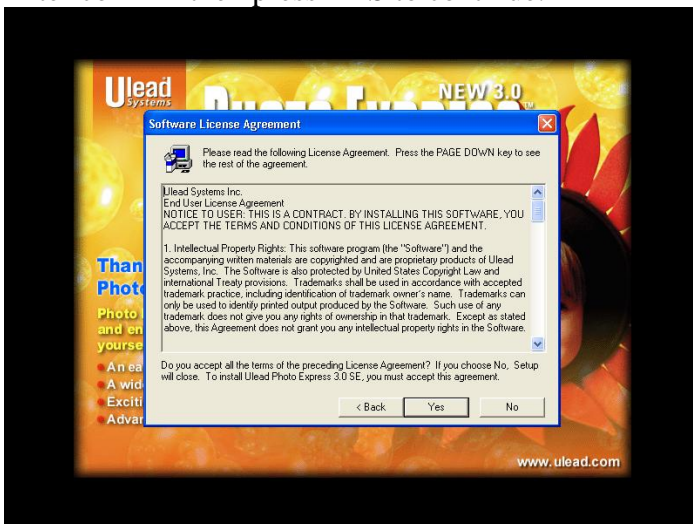 Ulead
Systems
NEW 3.0
Software License Agreement
Please read the following License Agreement. Press the PAGE DOWN key to see
the rest of the agreement.
Ulead Systems Inc.
End User License Agreement
NOTICE TO USER: THIS IS A CONTRACT. BY INSTALLING THIS SOFTWARE, YOU
ACCEPT THE TERMS AND CONDITIONS OF THIS LICENSE AGREEMENT.
1. Intellectual Property Rights: This software program (the "Software") and the
accompanying written materials are copyrighted and are proprietary products of Ulead
Systems, Inc. The Software is also protected by United States Copyright Law and
international Treaty provisions. Trademarks shall be used in accordance with accepted
trademark practice, including identification of trademark owner's name. Trademarks can
only be used to identify printed output produced by the Software. Such use of any
trademark does not give you any rights of ownership in that trademark. Except as stated
above, this Agreement does not grant you any intellectual property rights in the Software.
Do you accept all the terms of the preceding License Agreement? If you choose No, Setup
will close. To install Ulead Photo Express 3.0 SE, you must accept this agreement.
< Back Yes No
Than
Phot
Photo
and en
yourse
An ea
A wid
Exciti
Advar
www.ulead.com